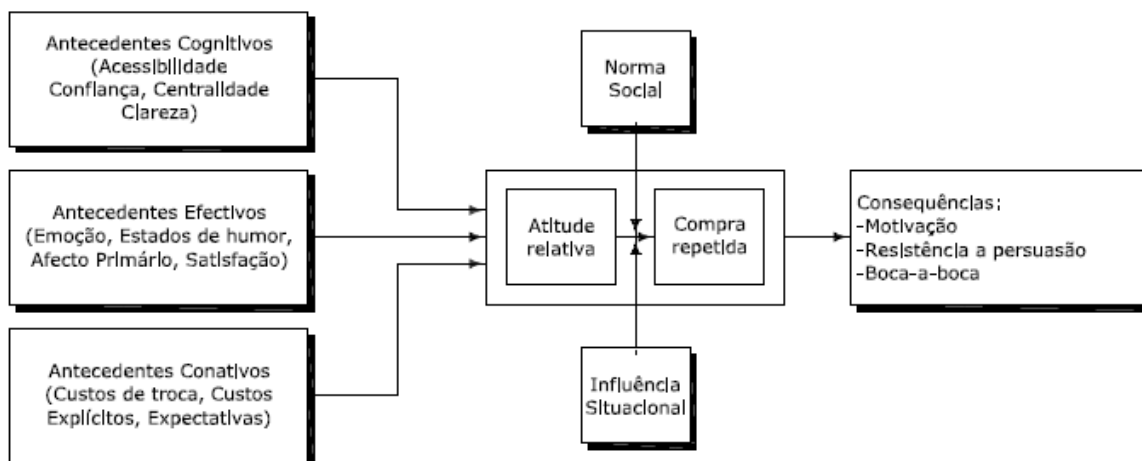 Antecedentes Cognitivos
(Acessibilidade
Confiança, Centralidade
Clareza)
Antecedentes Efectivos
(Emoção, Estados de humor,
Afecto Primário, Satisfação)
Antecedentes Conativos
(Custos de troca, Custos
Explícitos, Expectativas)
Norma
Social
Atitude
relativa
Compra
repetida
Influência
Situacional
Consequências:
-Motivação
-Resistência a persuasão
-Boca-a-boca